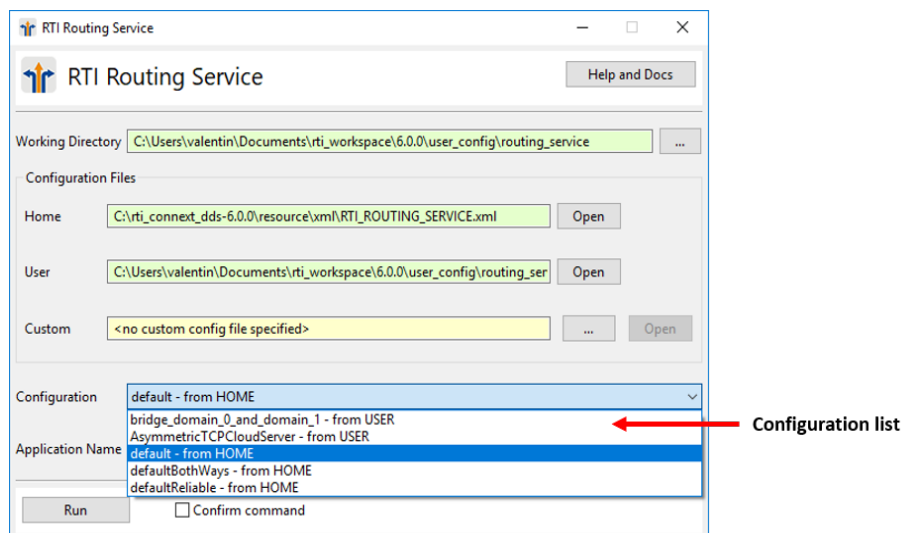 RTI Routing Service
RTI Routing Service
Help and Docs
Working Directory C:\Users\valentin\Documents\rti_workspace\6.0.0\user_config\routing_service ...
Configuration Files
Home C:\rti_connext_dds-6.0.0\resource\xml\RTI_ROUTING_SERVICE.xml Open
User C:\Users\valentin\Documents\rti_workspace\6.0.0\user_config\routing_ser Open
Custom <no custom config file specified> ... Open
Configuration default - from HOME
bridge_domain_0_and_domain_1 - from USER
Configuration list
AsymmetricTCPCloudServer - from USER
Application Name default - from HOME
defaultBothWays - from HOME
defaultReliable - from HOME
Run Confirm command